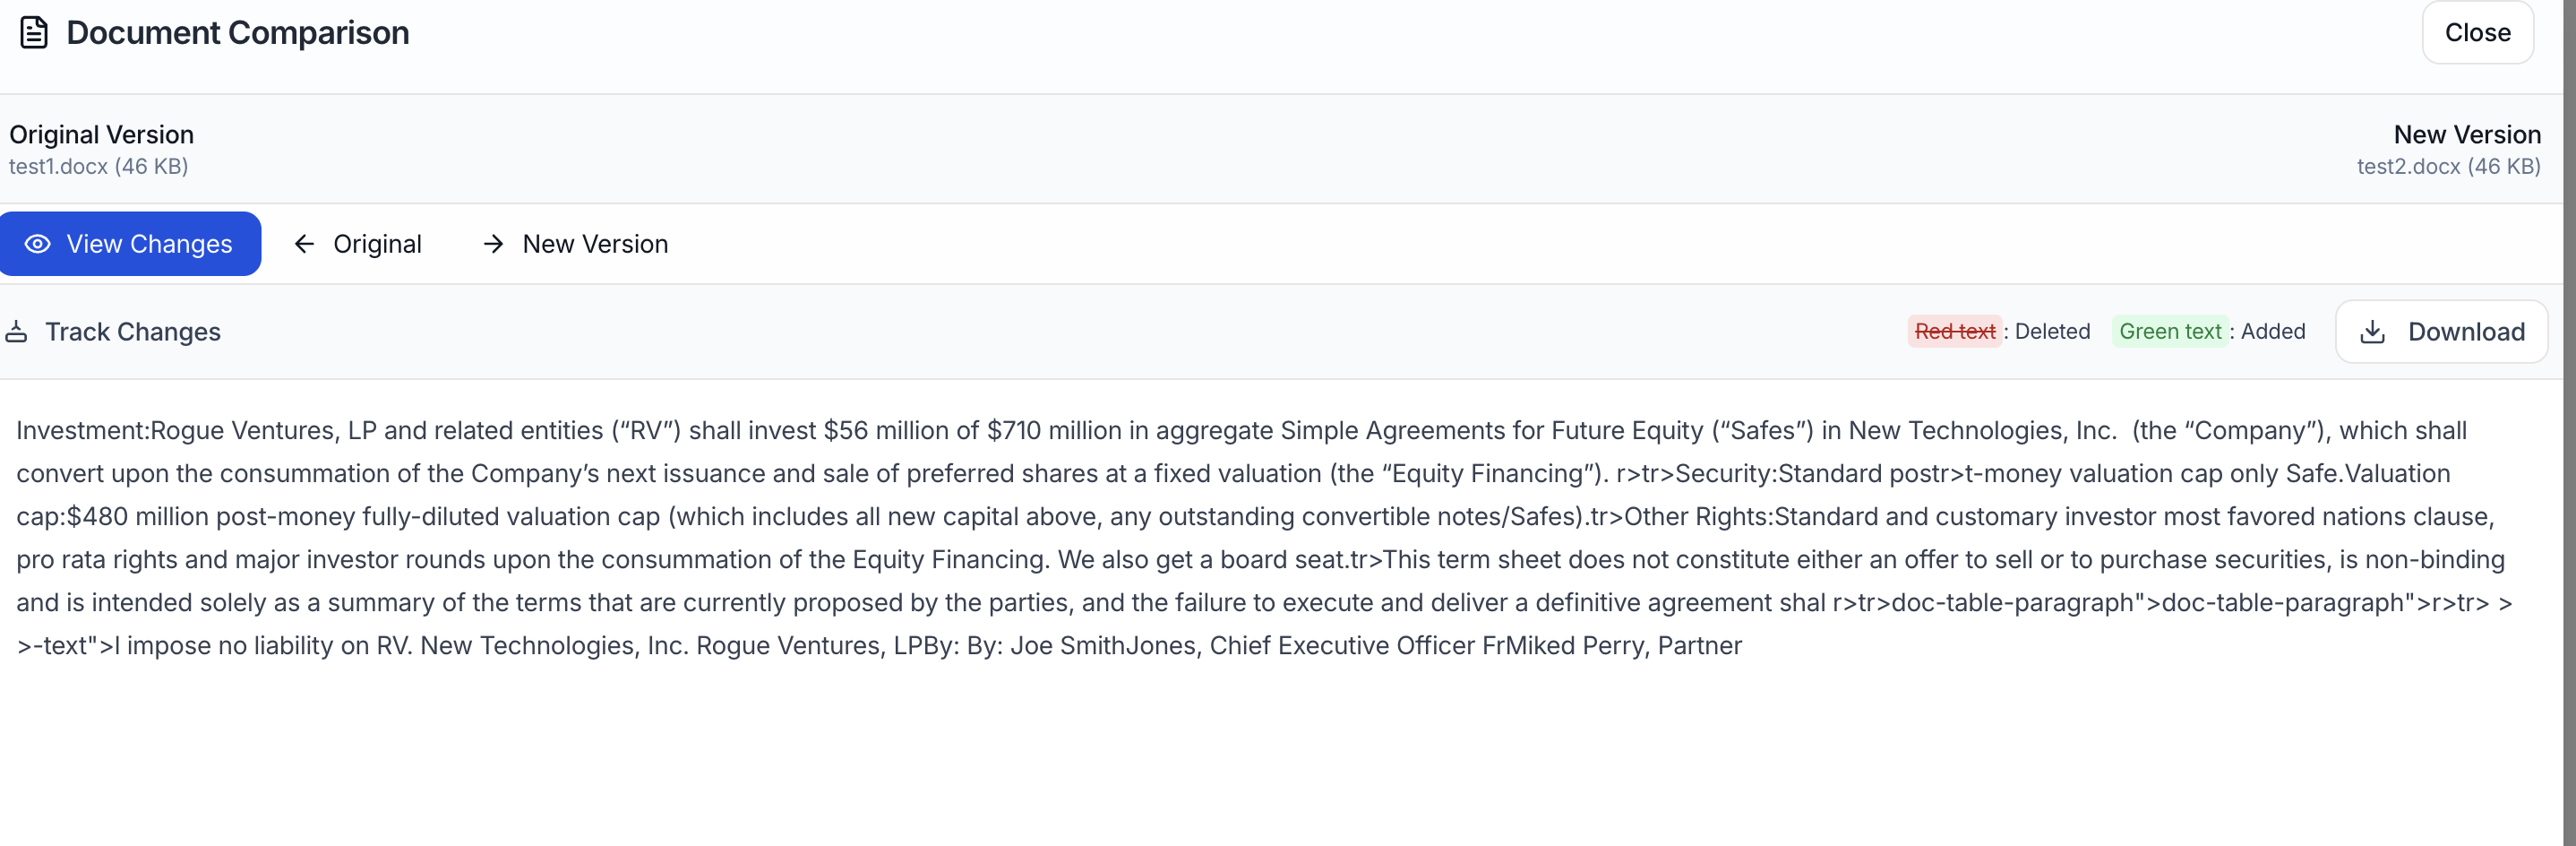 Document Comparison
Close
Original Version
New Version
test1.docx (46 KB)
test2.docx (46 KB)
View Changes
Original
New Version
Track Changes
Red text: Deleted
Green text: Added
Download
Investment:Rogue Ventures, LP and related entities (“RV”) shall invest $56 million of $710 million in aggregate Simple Agreements for Future Equity (“Safes”) in New Technologies, Inc.  (the “Company”), which shall
convert upon the consummation of the Company’s next issuance and sale of preferred shares at a fixed valuation (the “Equity Financing”). r>tr>Security:Standard postr>t-money valuation cap only Safe.Valuation
cap:$480 million post-money fully-diluted valuation cap (which includes all new capital above, any outstanding convertible notes/Safes).tr>Other Rights:Standard and customary investor most favored nations clause,
pro rata rights and major investor rounds upon the consummation of the Equity Financing. We also get a board seat.tr>This term sheet does not constitute either an offer to sell or to purchase securities, is non-binding
and is intended solely as a summary of the terms that are currently proposed by the parties, and the failure to execute and deliver a definitive agreement shal r>tr>doc-table-paragraph">doc-table-paragraph">r>tr> >
>-text">l impose no liability on RV. New Technologies, Inc. Rogue Ventures, LPBy: By: Joe SmithJones, Chief Executive Officer FrMiked Perry, Partner